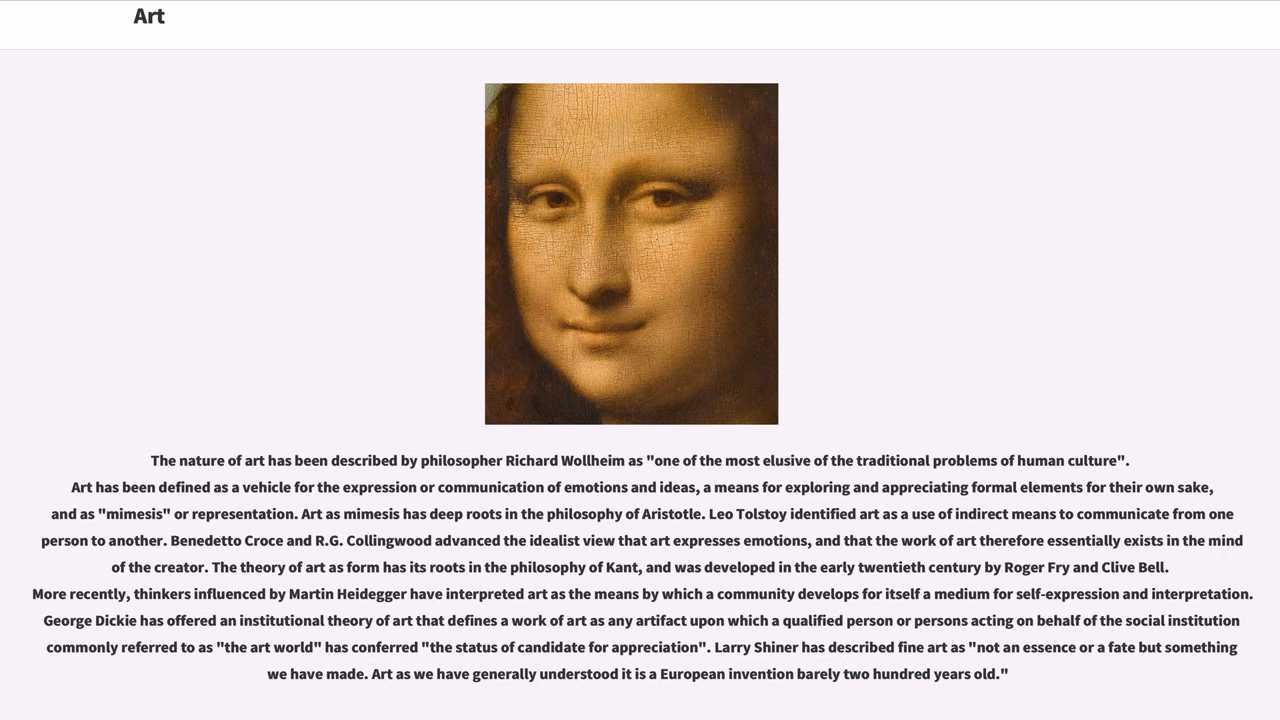 Art
The nature of art has been described by philosopher Richard Wollheim as "one of the most elusive of the traditional problems of human culture".
Art has been defined as a vehicle for the expression or communication of emotions and ideas, a means for exploring and appreciating formal elements for their own sake,
and as "mimesis" or representation. Art as mimesis has deep roots in the philosophy of Aristotle. Leo Tolstoy identified art as a use of indirect means to communicate from one
person to another. Benedetto Croce and R.G. Collingwood advanced the idealist view that art expresses emotions, and that the work of art therefore essentially exists in the mind
of the creator. The theory of art as form has its roots in the philosophy of Kant, and was developed in the early twentieth century by Roger Fry and Clive Bell.
More recently, thinkers influenced by Martin Heidegger have interpreted art as the means by which a community develops for itself a medium for self-expression and interpretation.
George Dickie has offered an institutional theory of art that defines a work of art as any artifact upon which a qualified person or persons acting on behalf of the social institution
commonly referred to as "the art world" has conferred "the status of candidate for appreciation". Larry Shiner has described fine art as "not an essence or a fate but something
we have made. Art as we have generally understood it is a European invention barely two hundred years old."